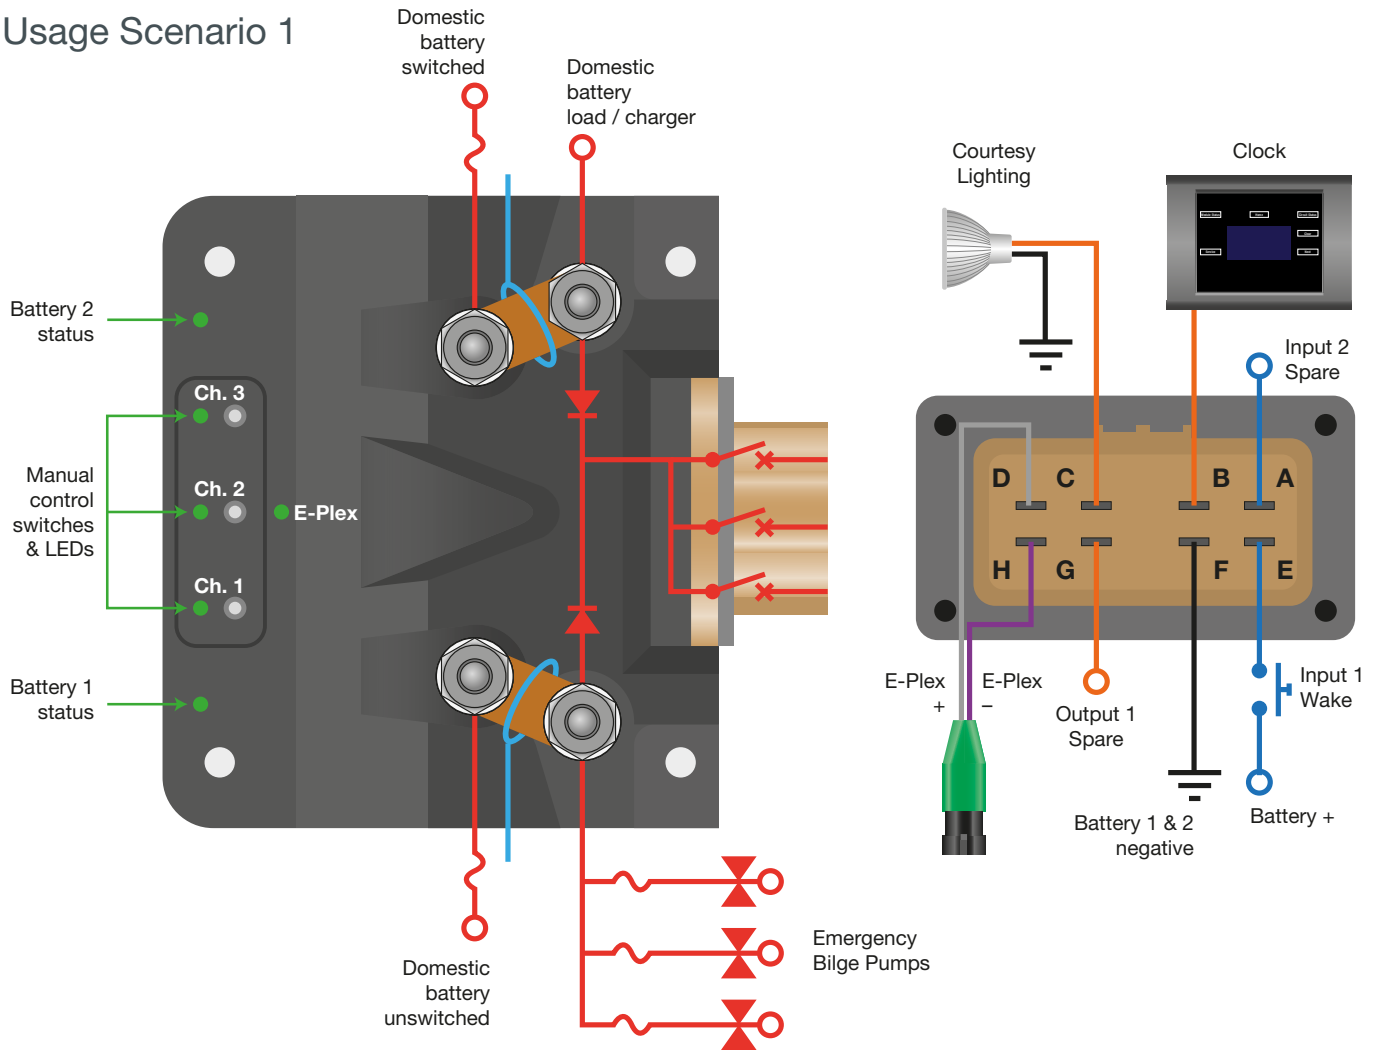 Usage Scenario 1
Domestic
battery
switched
Domestic
battery
load / charger
Courtesy
Lighting
Clock
Battery 2
status
Ch. 3
Manual
control
switches
& LEDs
Ch. 2
E-Plex
Ch. 1
Battery 1
status
Input 2
Spare
D
C
B
A
H
G
F
E
E-Plex
+
E-Plex
–
Output 1
Spare
Input 1
Wake
Battery +
Battery 1 & 2
negative
Domestic
battery
unswitched
Emergency
Bilge Pumps